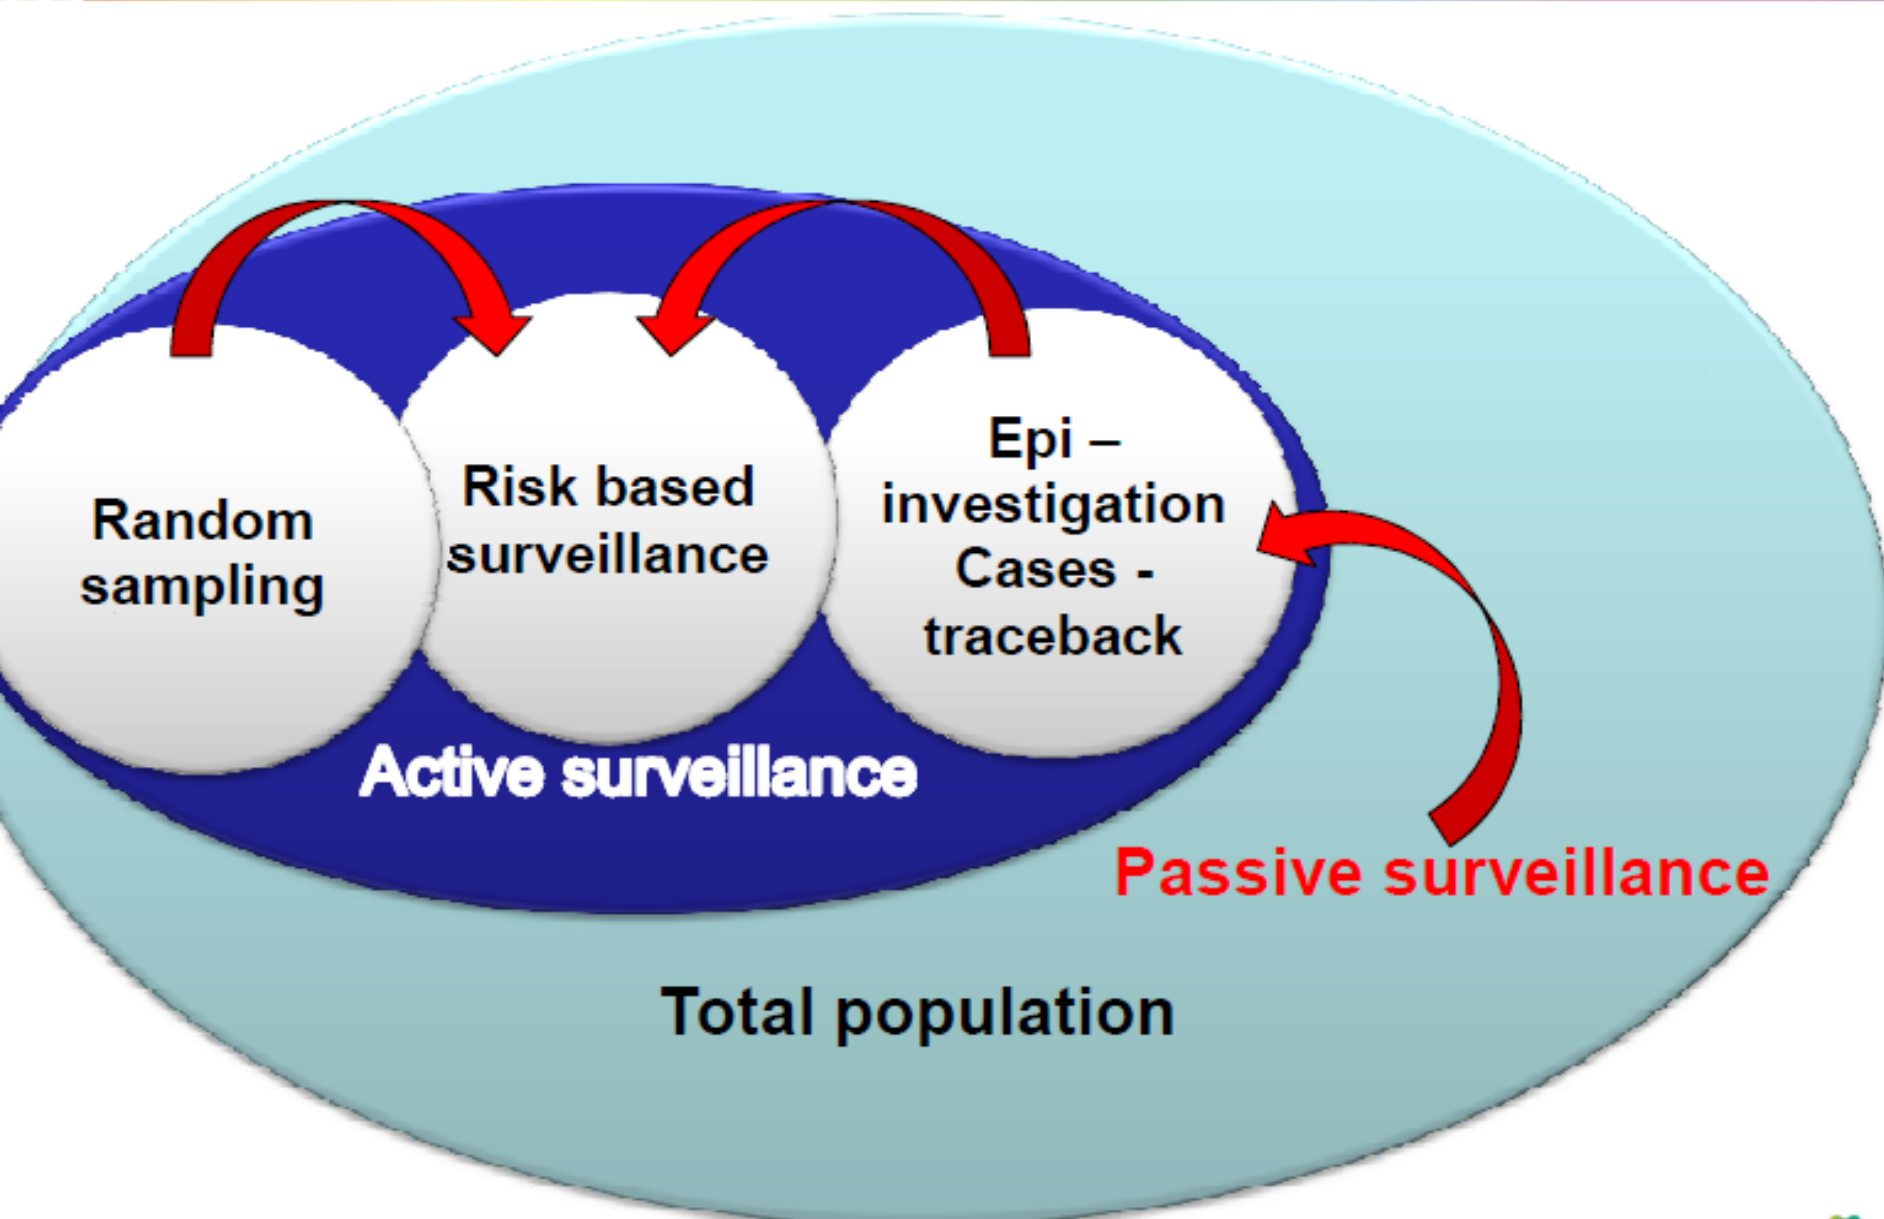 Random
sampling
Risk based
surveillance
Epi –
investigation
Cases -
traceback
Active surveillance
Passive surveillance
Total population